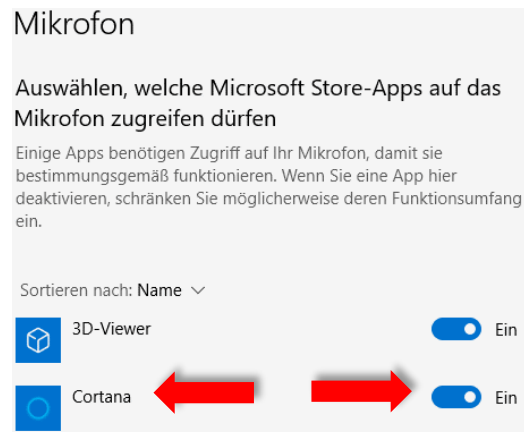 Mikrofon
Auswählen, welche Microsoft Store-Apps auf das
Mikrofon zugreifen dürfen
Einige Apps benötigen Zugriff auf Ihr Mikrofon, damit sie
bestimmungsgemäß funktionieren. Wenn Sie eine App hier
deaktivieren, schränken Sie möglicherweise deren Funktionsumfang
ein.
Sortieren nach: Name
3D-Viewer Ein
Cortana Ein